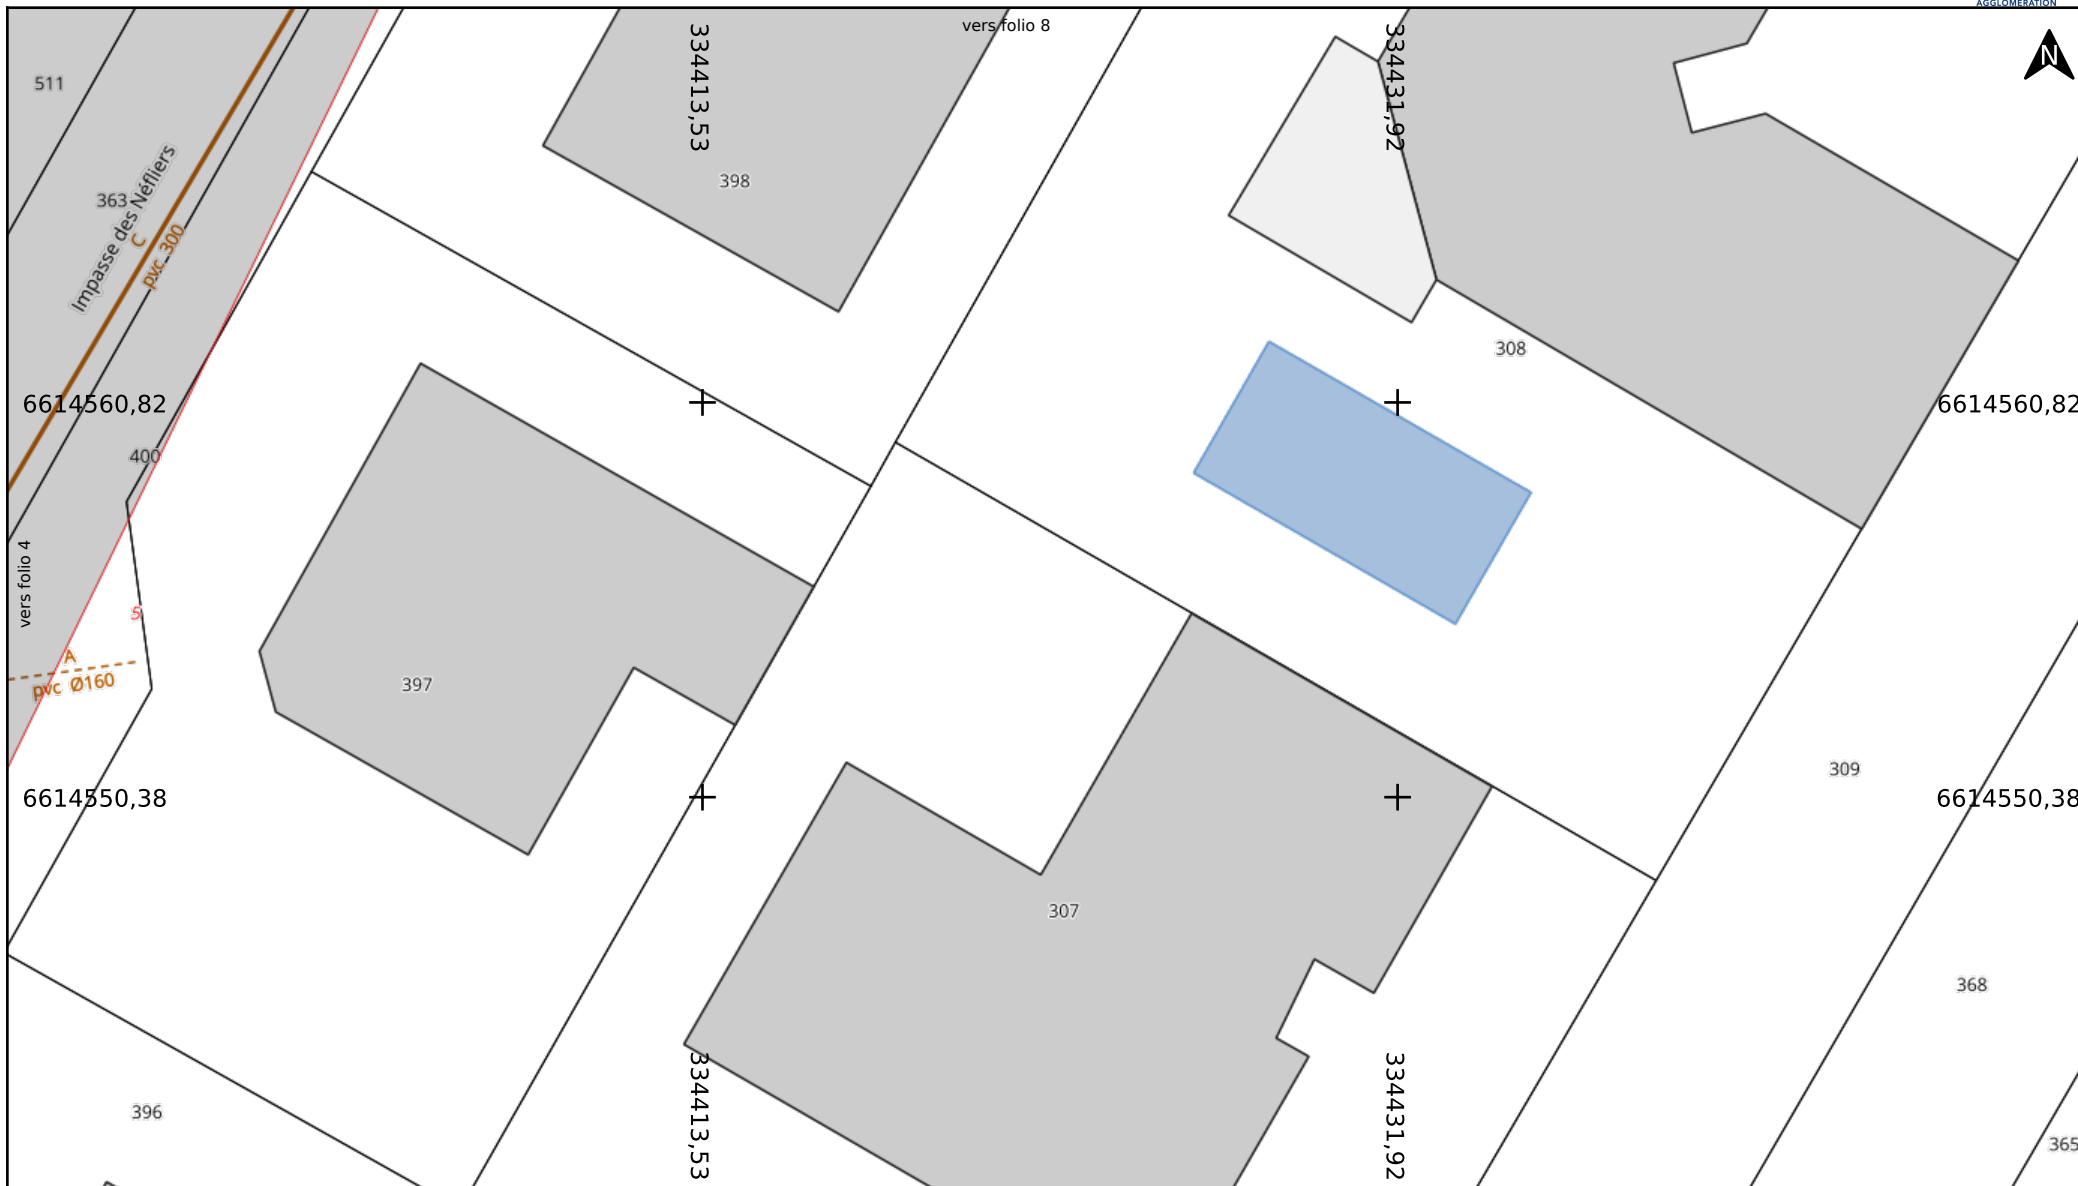 AGGLOMERATION
vers folio 8
334413,53
334431,92
N
511
363
Impasse des Néfliers
C
pvc 300
398
308
6614560,82
6614560,82
400
vers folio 4
5
A
pvc Ø160
397
309
6614550,38
6614550,38
307
368
396
334413,53
334431,92
365